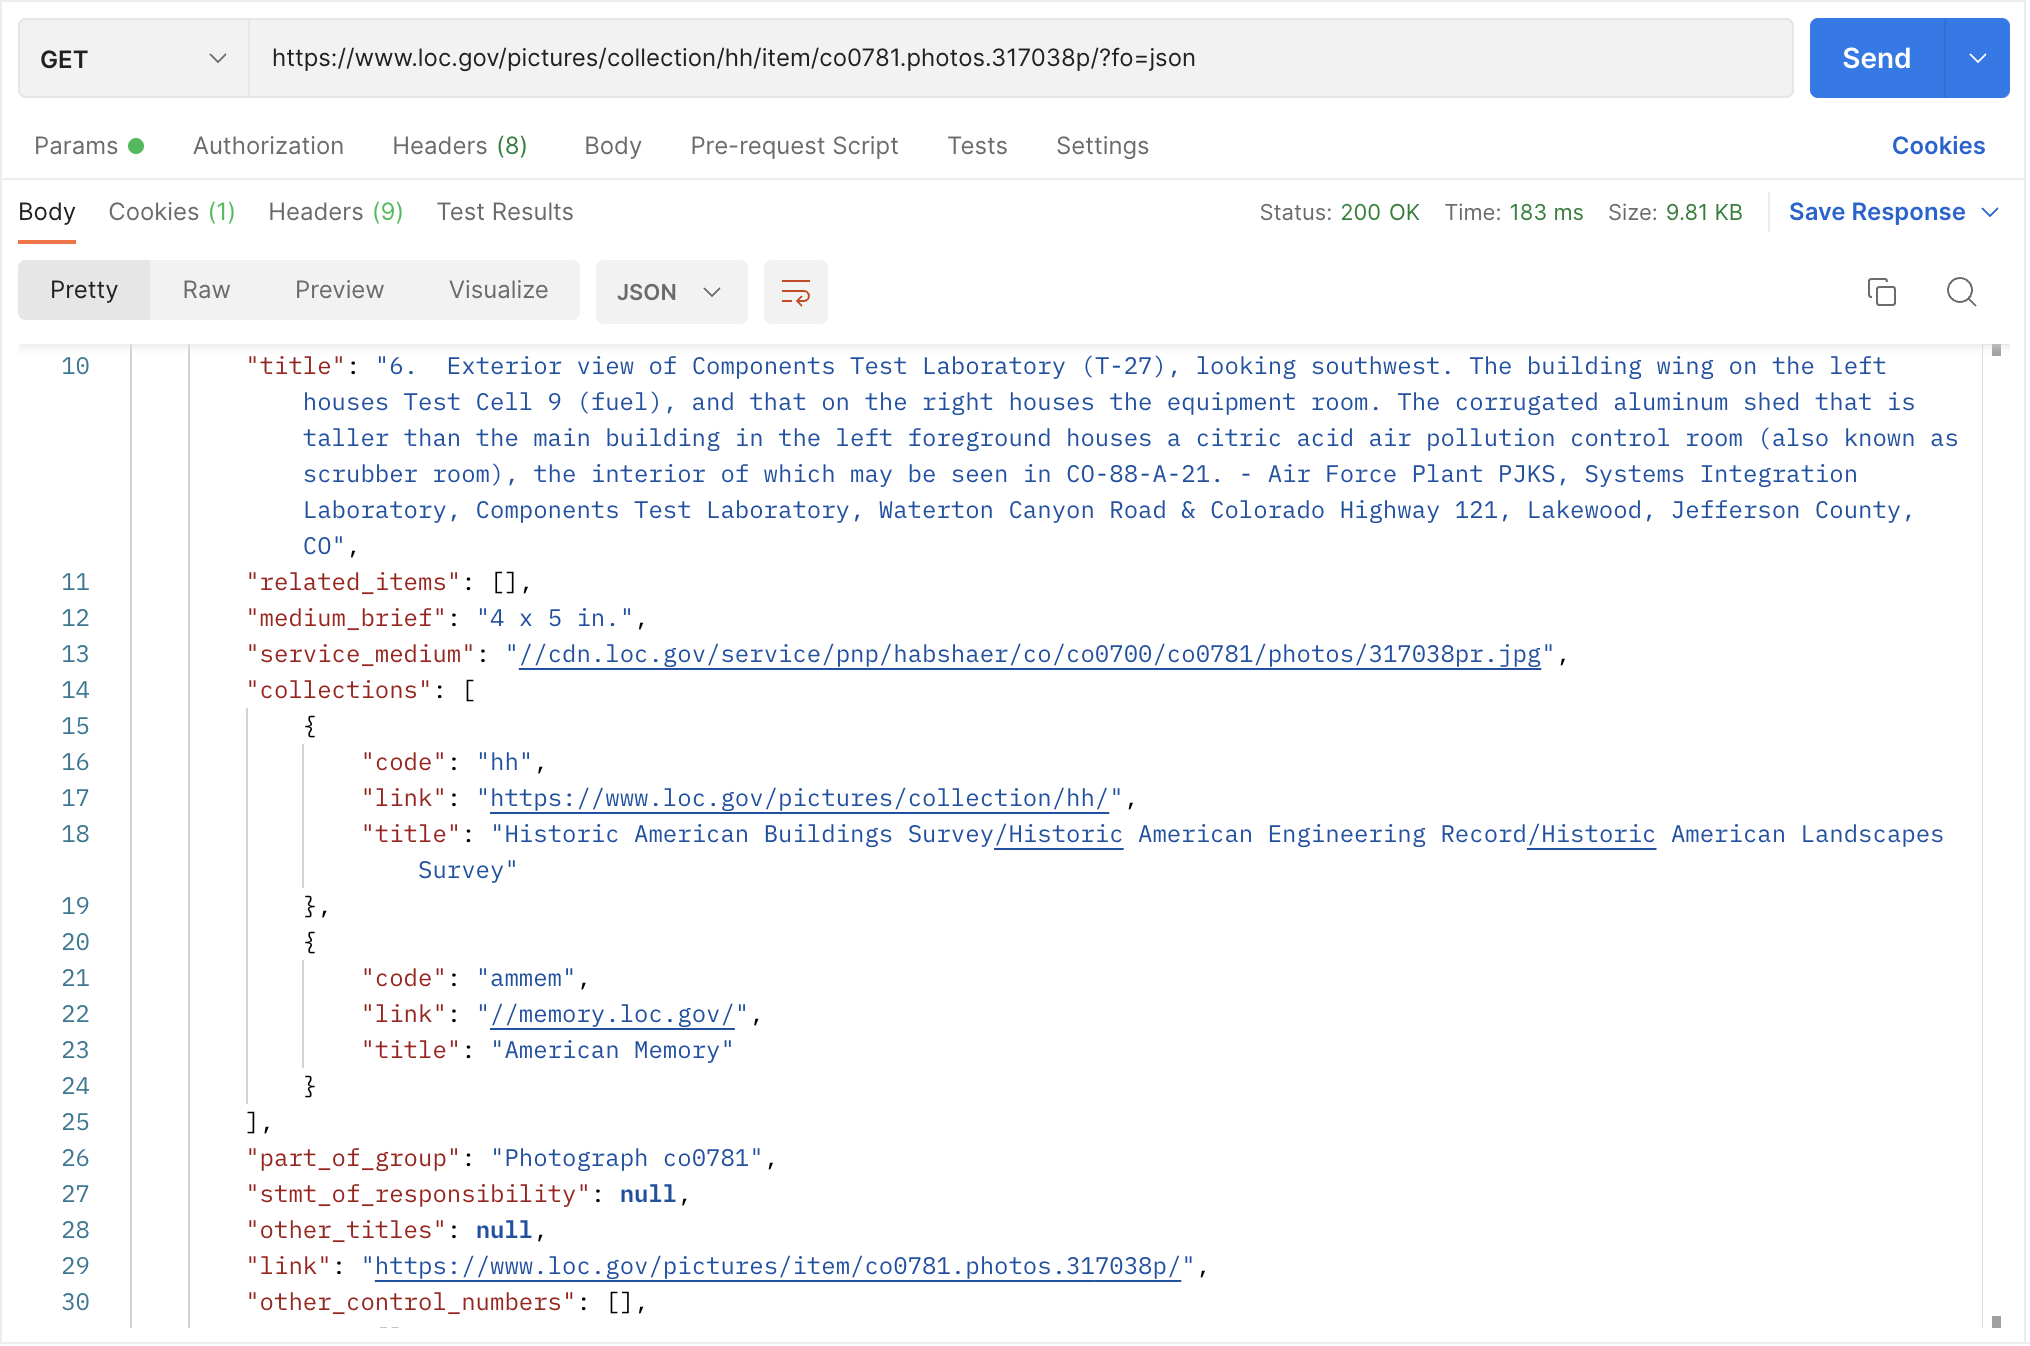 GET https://www.loc.gov/pictures/collection/hh/item/co0781.photos.317038p/?fo=json Send
Params Authorization Headers (8) Body Pre-request Script Tests Settings Cookies
Body Cookies (1) Headers (9) Test Results Status: 200 OK Time: 183 ms Size: 9.81 KB Save Response
Pretty Raw Preview Visualize JSON
10 "title": "6.  Exterior view of Components Test Laboratory (T-27), looking southwest. The building wing on the left
houses Test Cell 9 (fuel), and that on the right houses the equipment room. The corrugated aluminum shed that is
taller than the main building in the left foreground houses a citric acid air pollution control room (also known as
scrubber room), the interior of which may be seen in CO-88-A-21. - Air Force Plant PJKS, Systems Integration
Laboratory, Components Test Laboratory, Waterton Canyon Road & Colorado Highway 121, Lakewood, Jefferson County,
CO",
11 "related_items": [],
12 "medium_brief": "4 x 5 in.",
13 "service_medium": "//cdn.loc.gov/service/pnp/habshaer/co/co0700/co0781/photos/317038pr.jpg",
14 "collections": [
15 {
16 "code": "hh",
17 "link": "https://www.loc.gov/pictures/collection/hh/",
18 "title": "Historic American Buildings Survey/Historic American Engineering Record/Historic American Landscapes
Survey"
19 },
20 {
21 "code": "ammem",
22 "link": "//memory.loc.gov/",
23 "title": "American Memory"
24 }
25 ],
26 "part_of_group": "Photograph co0781",
27 "stmt_of_responsibility": null,
28 "other_titles": null,
29 "link": "https://www.loc.gov/pictures/item/co0781.photos.317038p/",
30 "other_control_numbers": [],